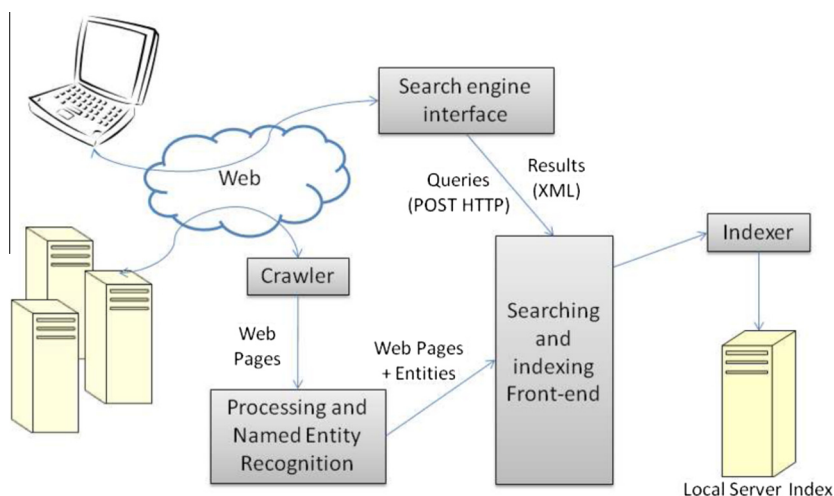 Search engine
interface
Web
Queries
(POST HTTP)
Results
(XML)
Indexer
Crawler
Web
Pages
Web Pages
+ Entities
Searching
and
indexing
Front-end
Processing and
Named Entity
Recognition
Local Server Index